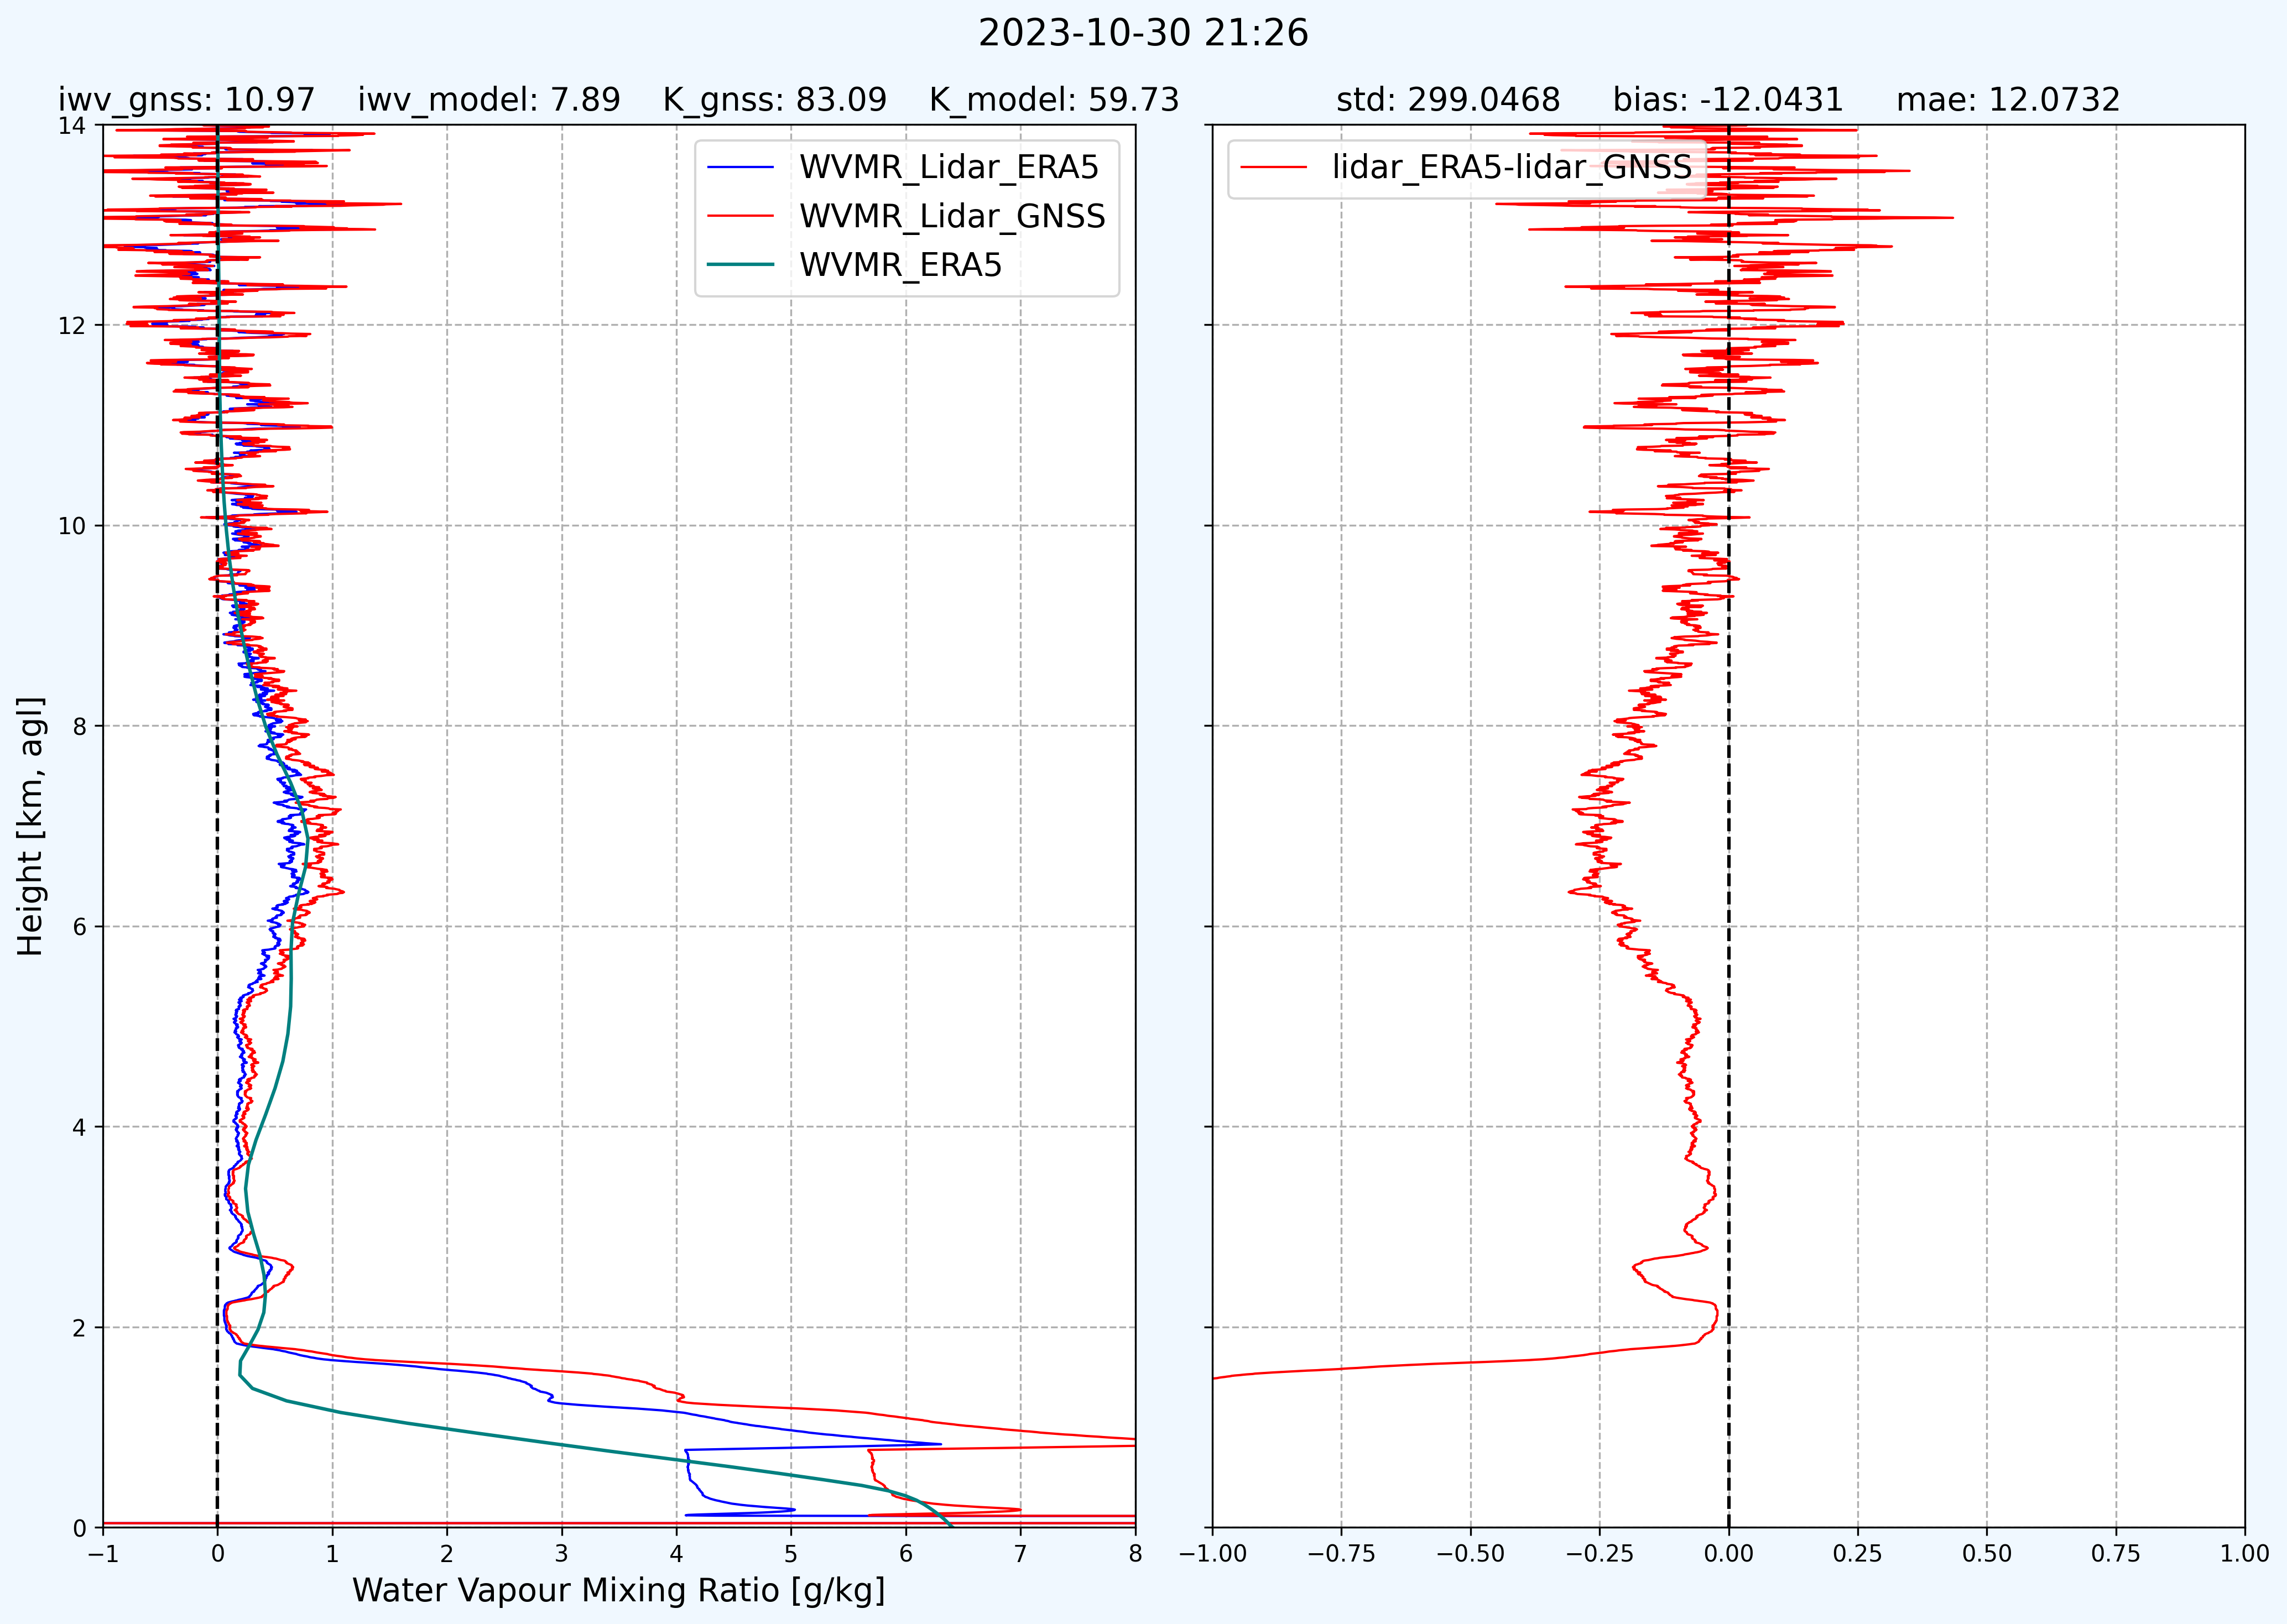 2023-10-30 21:26
iwv_gnss: 10.97 iwv_model: 7.89 K_gnss: 83.09 K_model: 59.73
std: 299.0468 bias: -12.0431 mae: 12.0732
WVMR_Lidar_ERA5
WVMR_Lidar_GNSS
WVMR_ERA5
lidar_ERA5-lidar_GNSS
14
12
10
8
6
4
2
0
Height [km, agl]
−1 0 1 2 3 4 5 6 7 8
Water Vapour Mixing Ratio [g/kg]
−1.00 −0.75 −0.50 −0.25 0.00 0.25 0.50 0.75 1.00